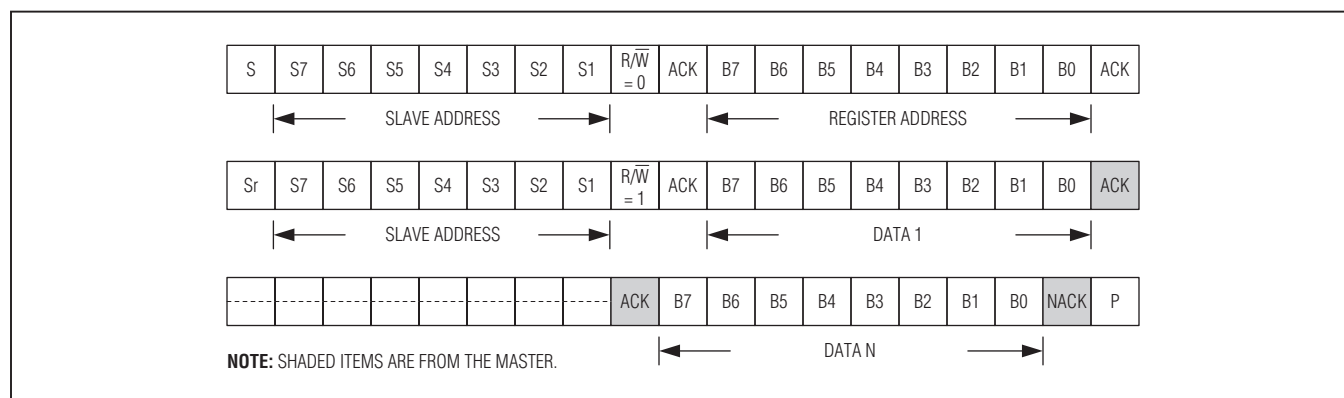 S S7 S6 S5 S4 S3 S2 S1 R/W̅ = 0 ACK B7 B6 B5 B4 B3 B2 B1 B0 ACK
SLAVE ADDRESS REGISTER ADDRESS
Sr S7 S6 S5 S4 S3 S2 S1 R/W̅ = 1 ACK B7 B6 B5 B4 B3 B2 B1 B0 ACK
SLAVE ADDRESS DATA 1
ACK B7 B6 B5 B4 B3 B2 B1 B0 NACK P
DATA N
NOTE: SHADED ITEMS ARE FROM THE MASTER.